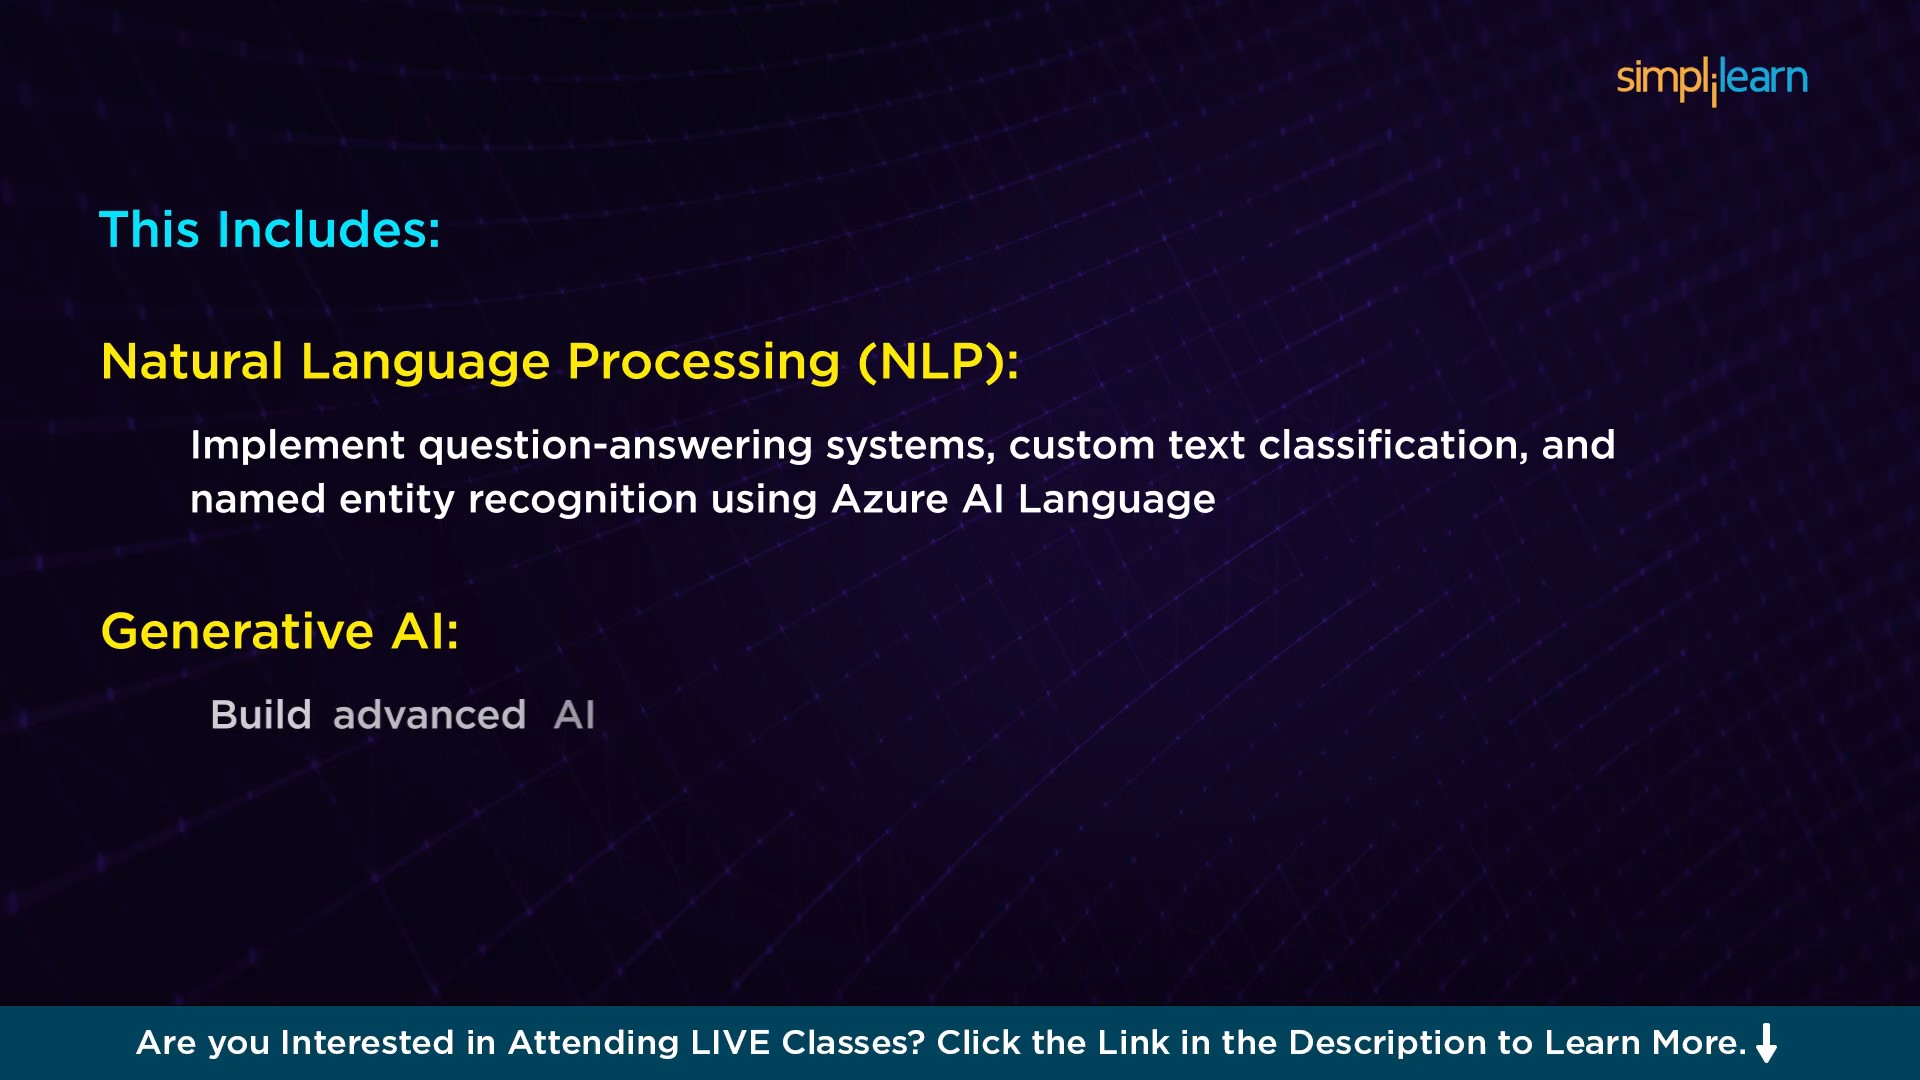 simplilearn
This Includes:
Natural Language Processing (NLP):
Implement question-answering systems, custom text classification, and
named entity recognition using Azure AI Language
Generative AI:
Build advanced AI
Are you Interested in Attending LIVE Classes? Click the Link in the Description to Learn More.